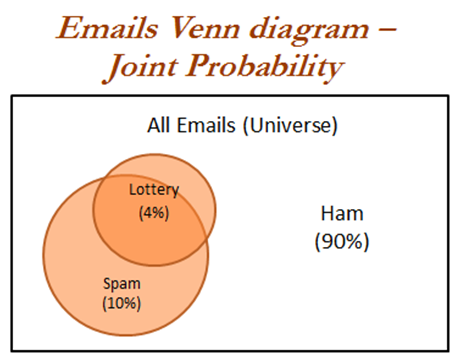 Emails Venn diagram –
Joint Probability
All Emails (Universe)
Lottery
(4%)
Ham
(90%)
Spam
(10%)